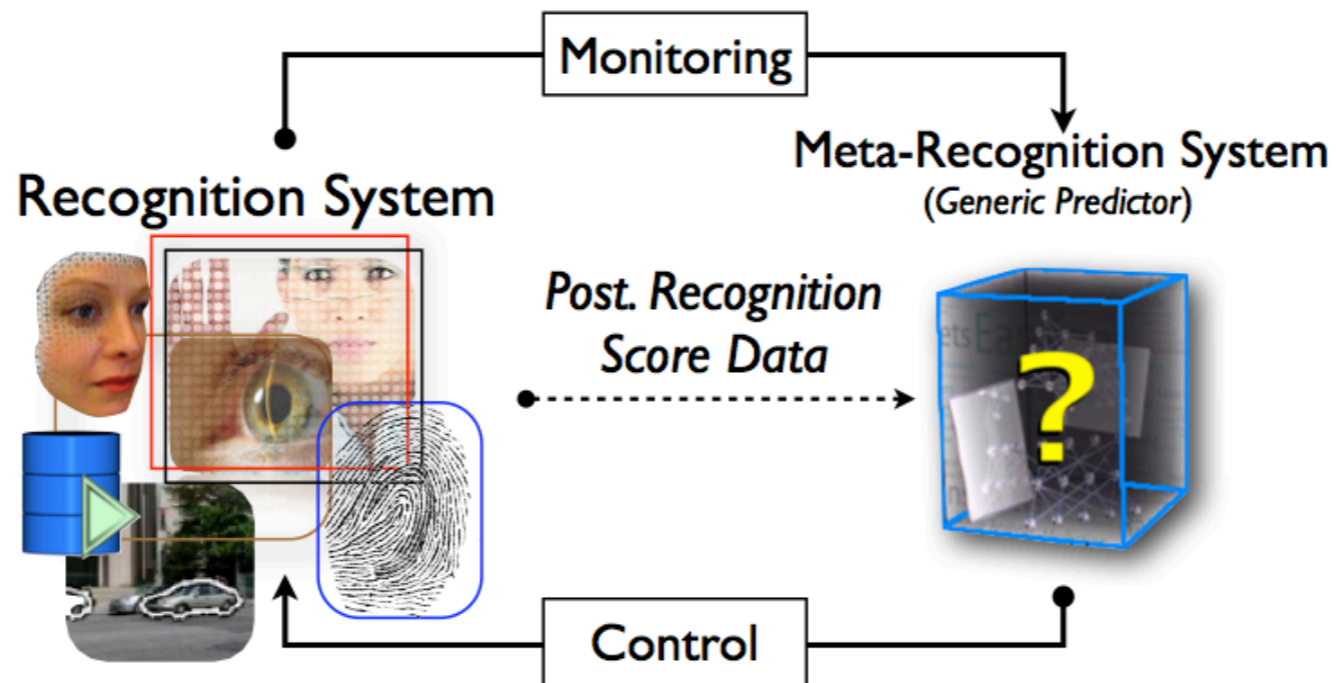 Monitoring
Meta-Recognition System
(Generic Predictor)
Recognition System
Post. Recognition
Score Data
?
Control